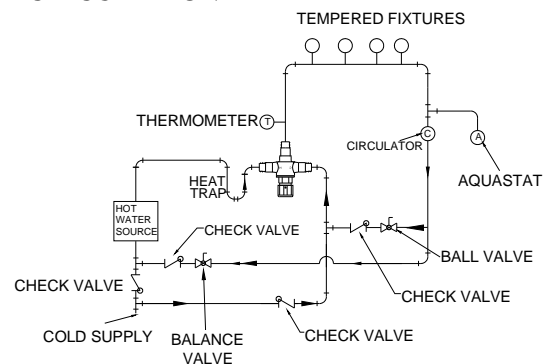 TEMPERED FIXTURES
THERMOMETER
T
CIRCULATOR
C
A
AQUASTAT
HEAT
TRAP
HOT
WATER
SOURCE
CHECK VALVE
BALL VALVE
CHECK VALVE
CHECK VALVE
COLD SUPPLY
BALANCE
VALVE
CHECK VALVE